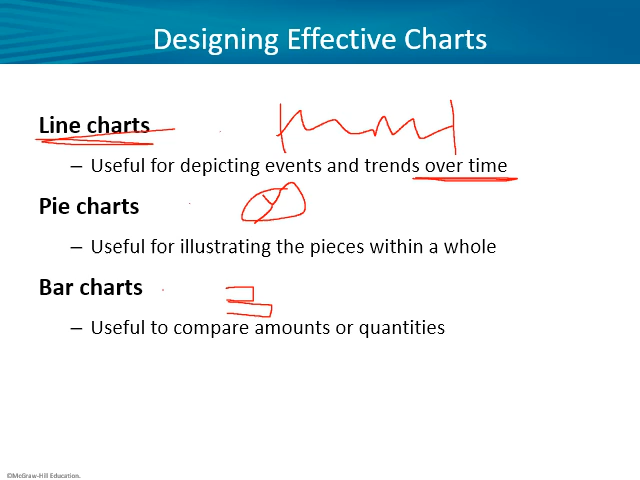 Designing Effective Charts
Line charts
– Useful for depicting events and trends over time
Pie charts
– Useful for illustrating the pieces within a whole
Bar charts
– Useful to compare amounts or quantities
©McGraw-Hill Education.